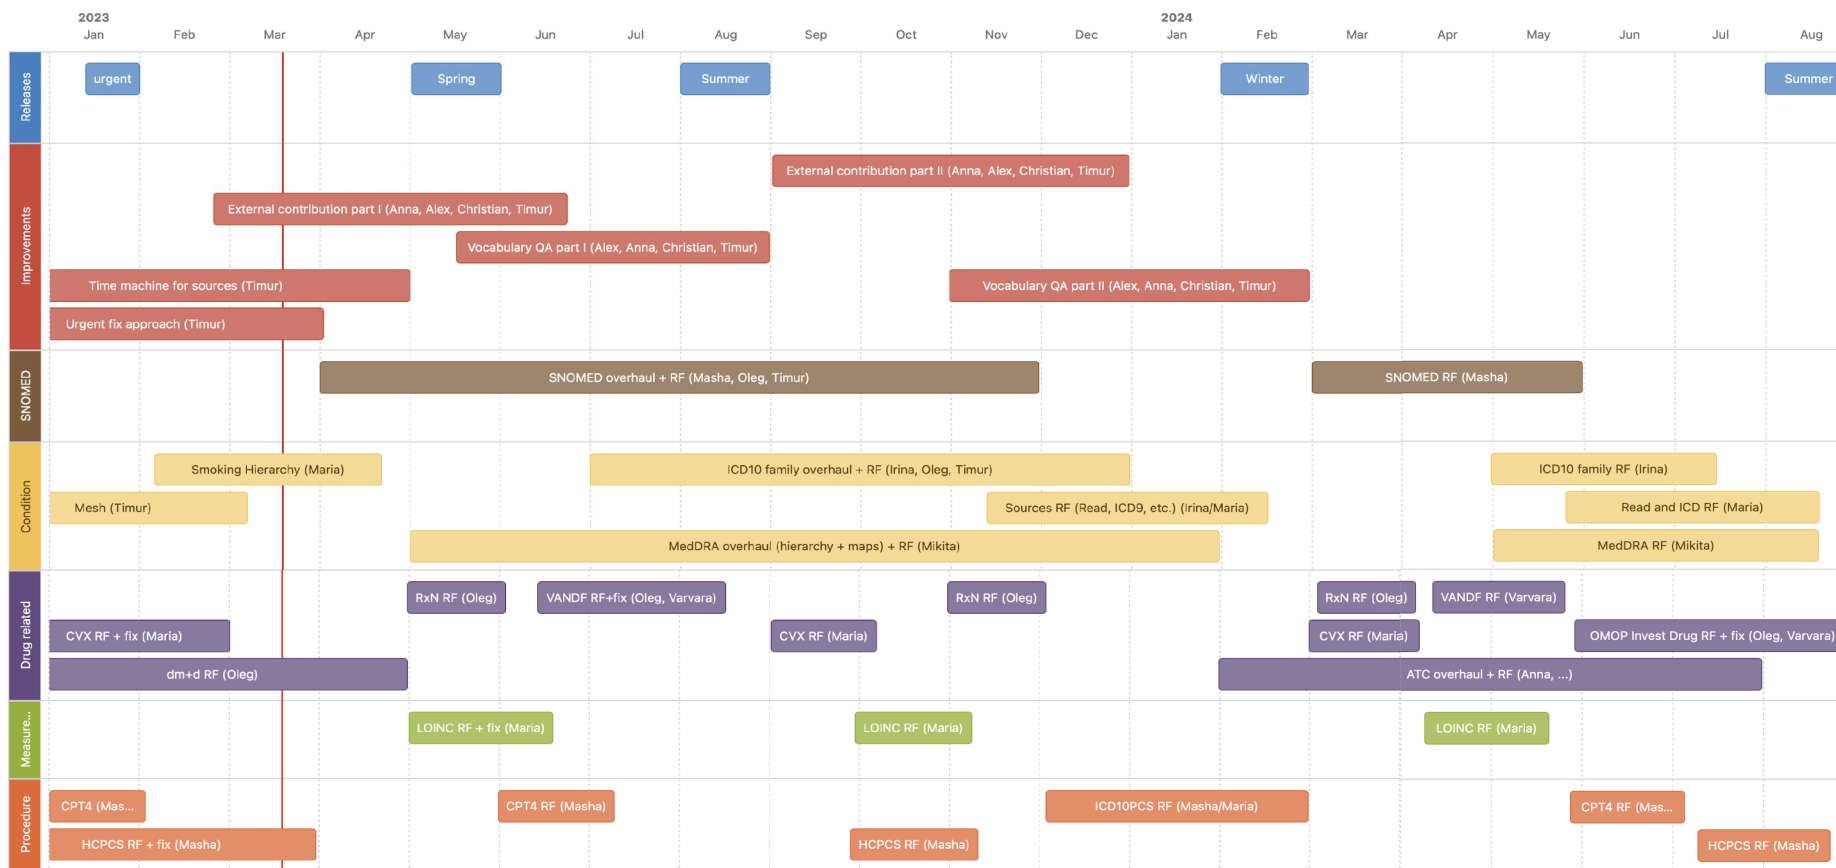 2023
2024
Jan Feb Mar Apr May Jun Jul Aug Sep Oct Nov Dec Jan Feb Mar Apr May Jun Jul Aug
Releases
urgent
Spring
Summer
Winter
Summer
Improvements
External contribution part II (Anna, Alex, Christian, Timur)
External contribution part I (Anna, Alex, Christian, Timur)
Vocabulary QA part I (Alex, Anna, Christian, Timur)
Time machine for sources (Timur)
Vocabulary QA part II (Alex, Anna, Christian, Timur)
Urgent fix approach (Timur)
SNOMED
SNOMED overhaul + RF (Masha, Oleg, Timur)
SNOMED RF (Masha)
Condition
Smoking Hierarchy (Maria)
ICD10 family overhaul + RF (Irina, Oleg, Timur)
ICD10 family RF (Irina)
Mesh (Timur)
Sources RF (Read, ICD9, etc.) (Irina/Maria)
Read and ICD RF (Maria)
MedDRA overhaul (hierarchy + maps) + RF (Mikita)
MedDRA RF (Mikita)
Drug related
RxN RF (Oleg)
VANDF RF+fix (Oleg, Varvara)
RxN RF (Oleg)
RxN RF (Oleg)
VANDF RF (Varvara)
CVX RF + fix (Maria)
CVX RF (Maria)
CVX RF (Maria)
OMOP Invest Drug RF + fix (Oleg, Varvara)
dm+d RF (Oleg)
ATC overhaul + RF (Anna, ...)
Measure...
LOINC RF + fix (Maria)
LOINC RF (Maria)
LOINC RF (Maria)
Procedure
CPT4 (Mas...
CPT4 RF (Masha)
ICD10PCS RF (Masha/Maria)
CPT4 RF (Mas...
HCPCS RF + fix (Masha)
HCPCS RF (Masha)
HCPCS RF (Masha)